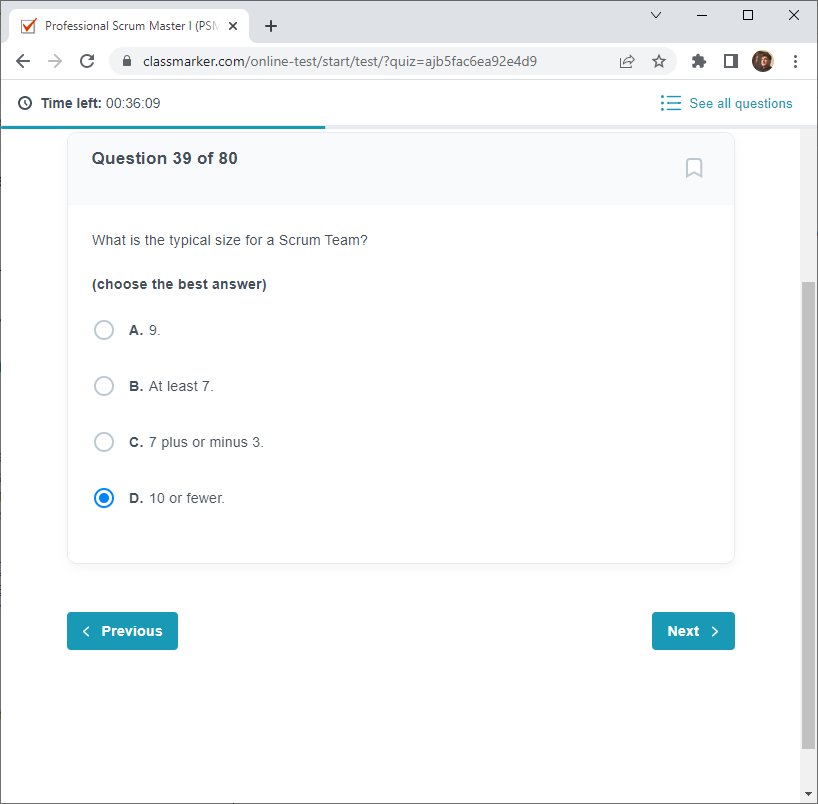 Professional Scrum Master I (PSM
classmarker.com/online-test/start/test/?quiz=ajb5fac6ea92e4d9
Time left: 00:36:09
See all questions
Question 39 of 80
What is the typical size for a Scrum Team?
(choose the best answer)
A. 9.
B. At least 7.
C. 7 plus or minus 3.
D. 10 or fewer.
Previous
Next